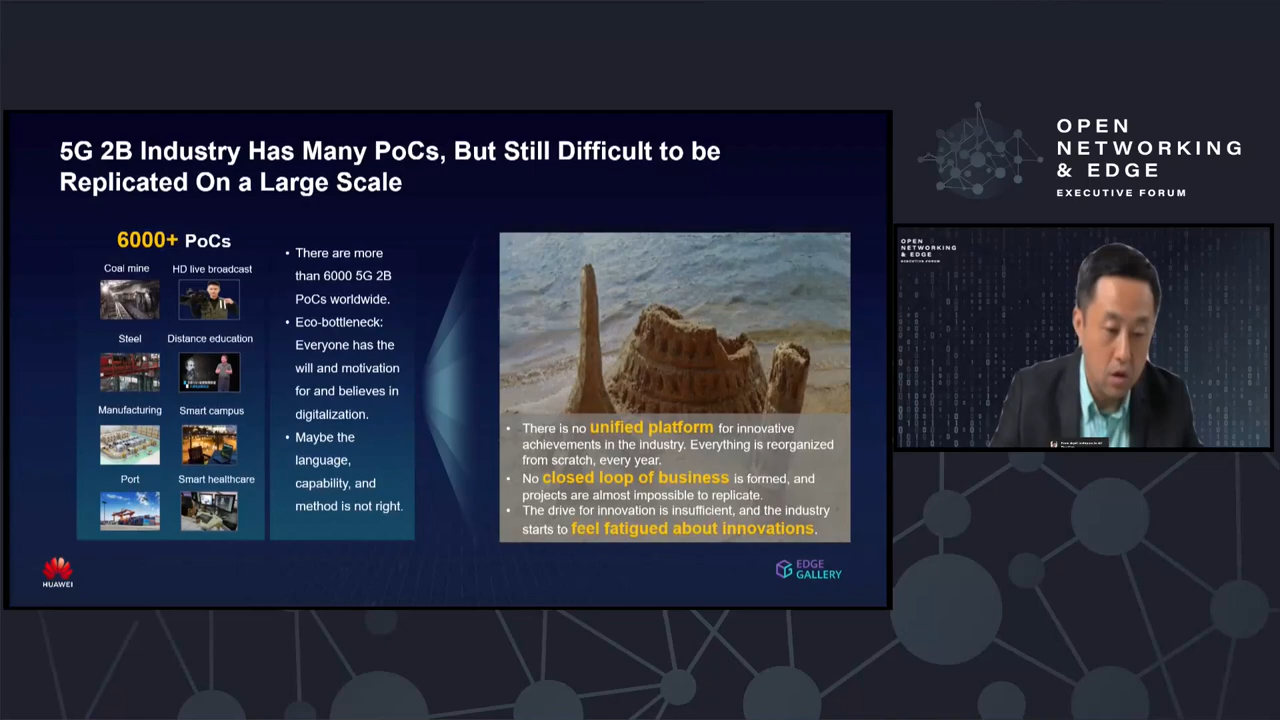 5G 2B Industry Has Many PoCs, But Still Difficult to be
Replicated On a Large Scale
6000+ PoCs
Coal mine
HD live broadcast
Steel
Distance education
Manufacturing
Smart campus
Port
Smart healthcare
• There are more
than 6000 5G 2B
PoCs worldwide.
• Eco-bottleneck:
Everyone has the
will and motivation
for and believes in
digitalization.
• Maybe the
language,
capability, and
method is not right.
• There is no unified platform for innovative
achievements in the industry. Everything is reorganized
from scratch, every year.
• No closed loop of business is formed, and
projects are almost impossible to replicate.
• The drive for innovation is insufficient, and the industry
starts to feel fatigued about innovations.
HUAWEI
EDGE
GALLERY
OPEN
NETWORKING
& EDGE
EXECUTIVE FORUM
OPEN
NETWORKING
& EDGE
EXECUTIVE FORUM